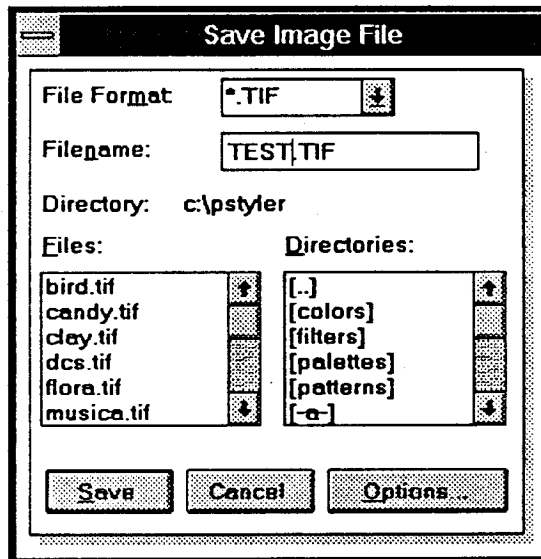 Save Image File
File Format: *.TIF
Filename: TEST.TIF
Directory: c:\pstyler
Files: Directories:
bird.tif
candy.tif
clay.tif
dcs.tif
flora.tif
musica.tif
[..]
[colors]
[filters]
[palettes]
[patterns]
[-a-]
Save Cancel Options...